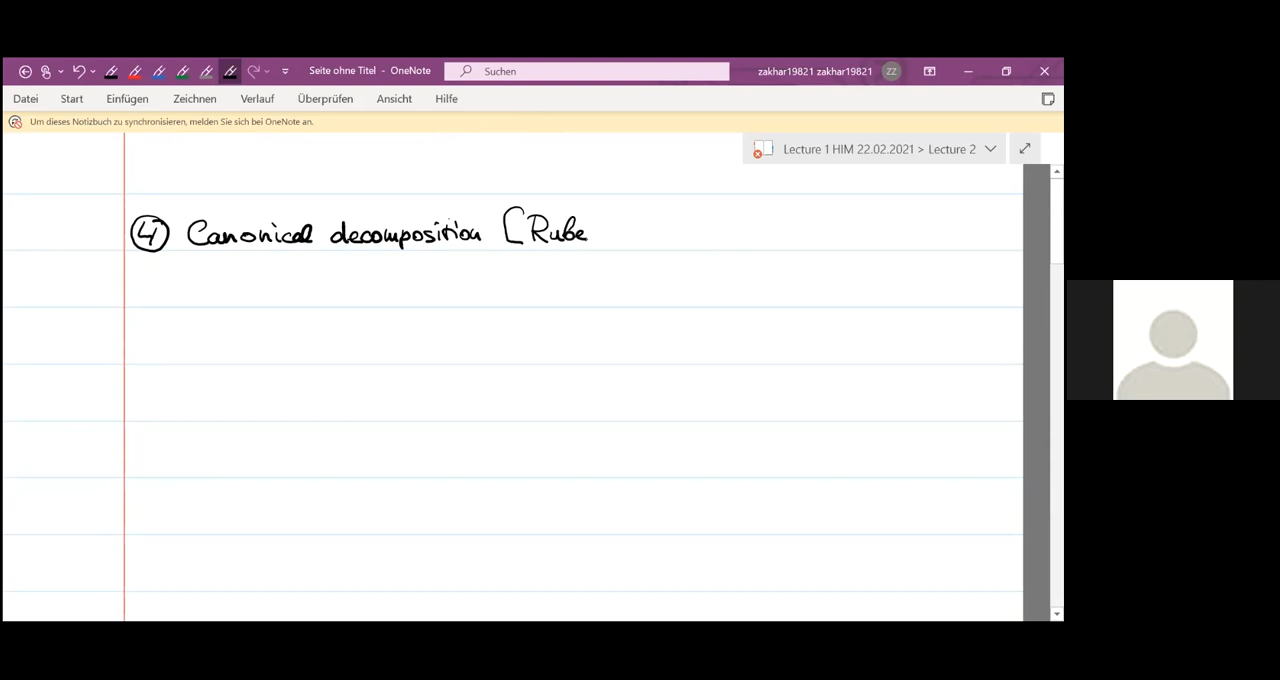 Seite ohne Titel - OneNote
Suchen
zakhar19821 zakhar19821
ZZ
Datei Start Einfügen Zeichnen Verlauf Überprüfen Ansicht Hilfe
Um dieses Notizbuch zu synchronisieren, melden Sie sich bei OneNote an.
Lecture 1 HIM 22.02.2021 > Lecture 2
④ Canonical decomposition [Rube